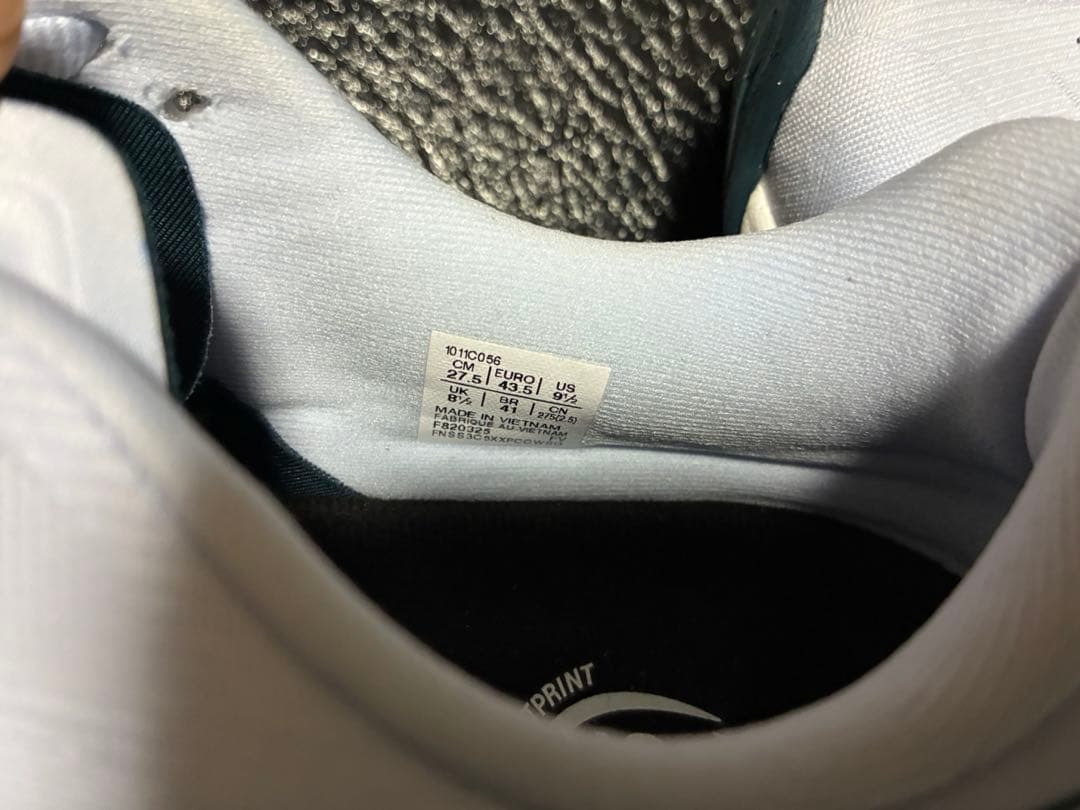 1011C056
CM 27.5 | EURO 43.5 | US 9½
UK 8½ | BR 41 | CN 275(2.5)
MADE IN VIETNAM
FABRIQUE AU VIETNAM
F820325 FV
PRINT